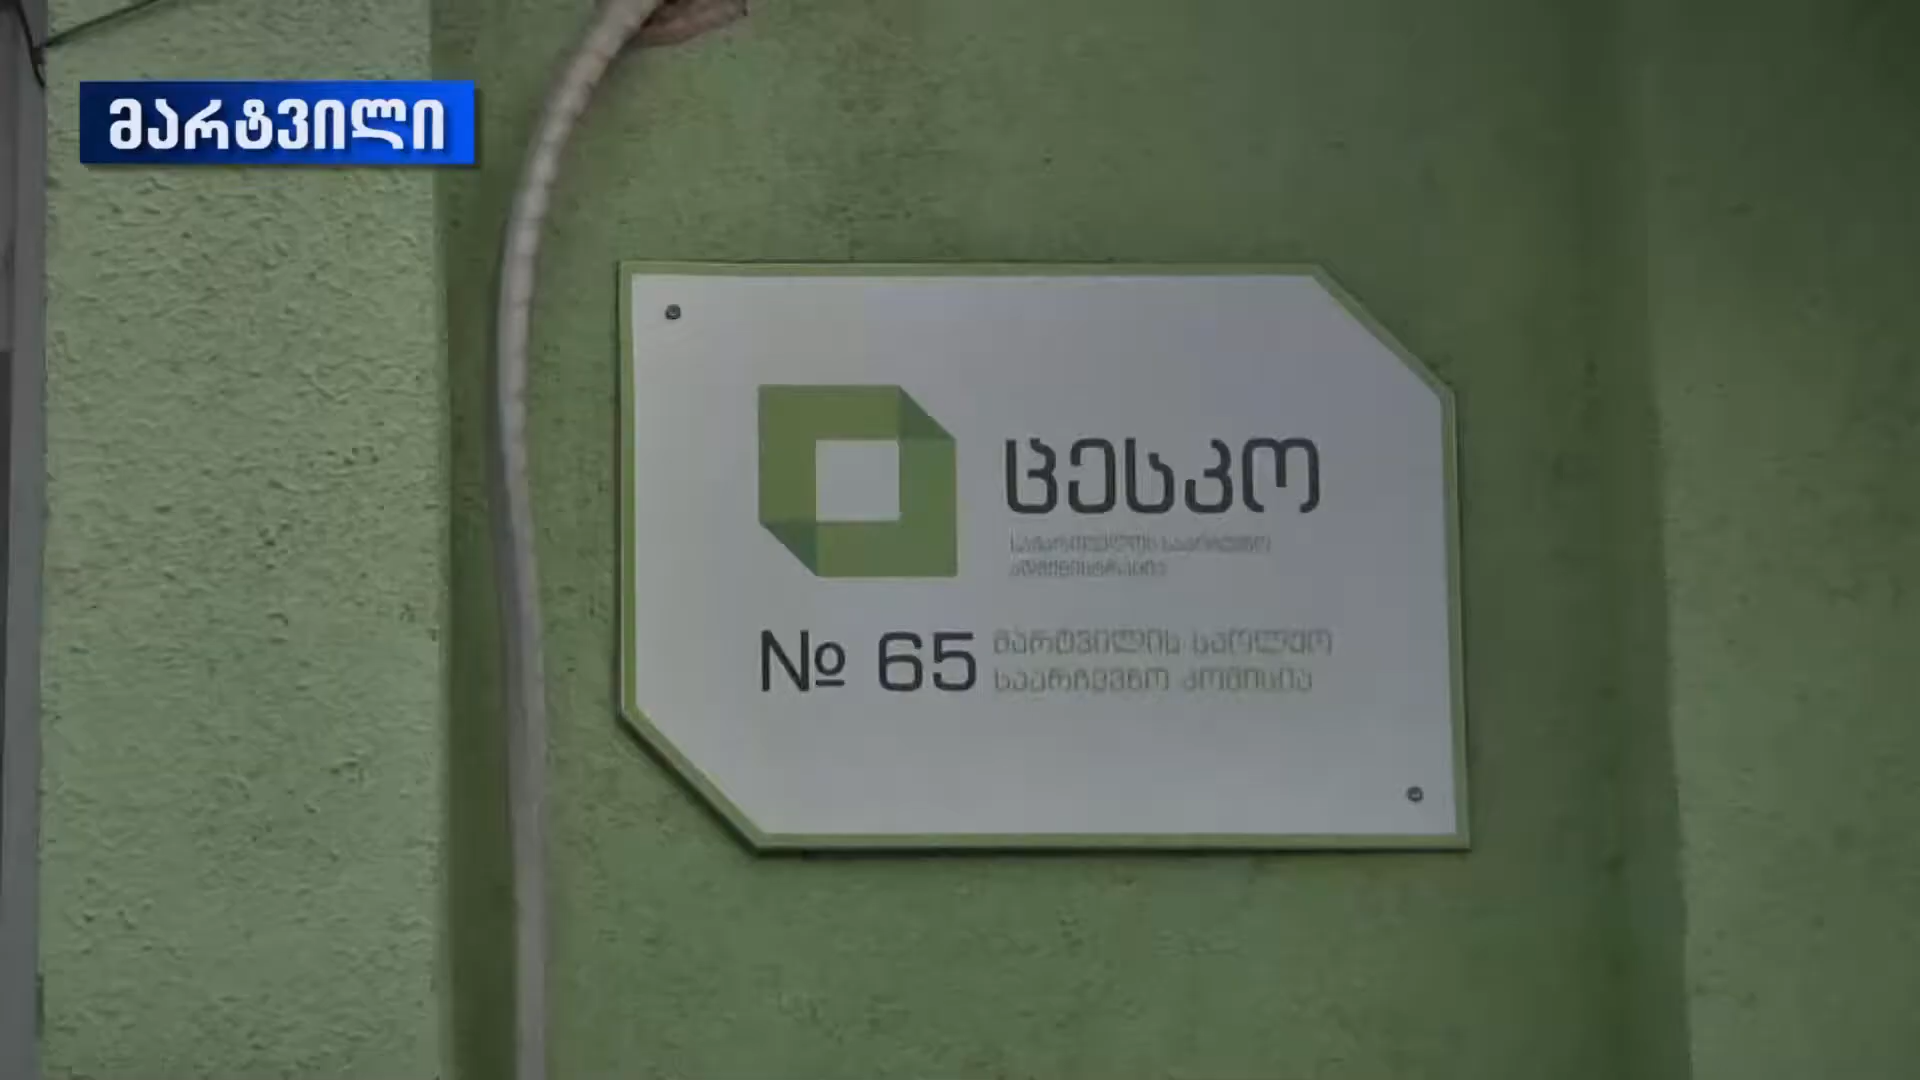 მარტვილი
ცესკო
საქართველოს საარჩევნო
ადმინისტრაცია
№ 65 მარტვილის საოლქო
საარჩევნო კომისია